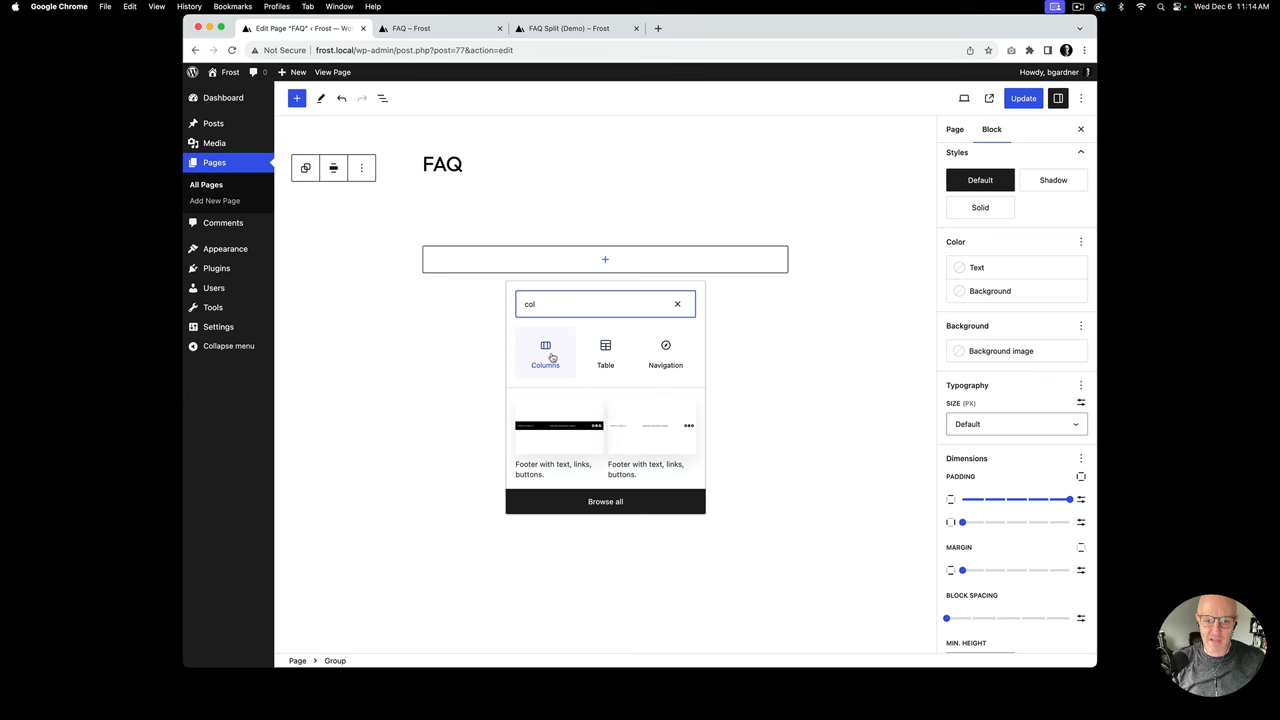 Google Chrome File Edit View History Bookmarks Profiles Tab Window Help Wed Dec 6 11:14 AM
Edit Page “FAQ” ‹ Frost — Wo FAQ – Frost FAQ Split (Demo) – Frost
Not Secure frost.local/wp-admin/post.php?post=77&action=edit
Frost 0 New View Page Howdy, bgardner
Dashboard
Posts
Media
Pages
All Pages
Add New Page
Comments
Appearance
Plugins
Users
Tools
Settings
Collapse menu
Update
FAQ
col
Columns Table Navigation
Footer with text, links, buttons.
Footer with text, links, buttons.
Browse all
Page Block
Styles
Default Shadow
Solid
Color
Text
Background
Background
Background image
Typography
SIZE (PX)
Default
Dimensions
PADDING
MARGIN
BLOCK SPACING
MIN. HEIGHT
Page Group